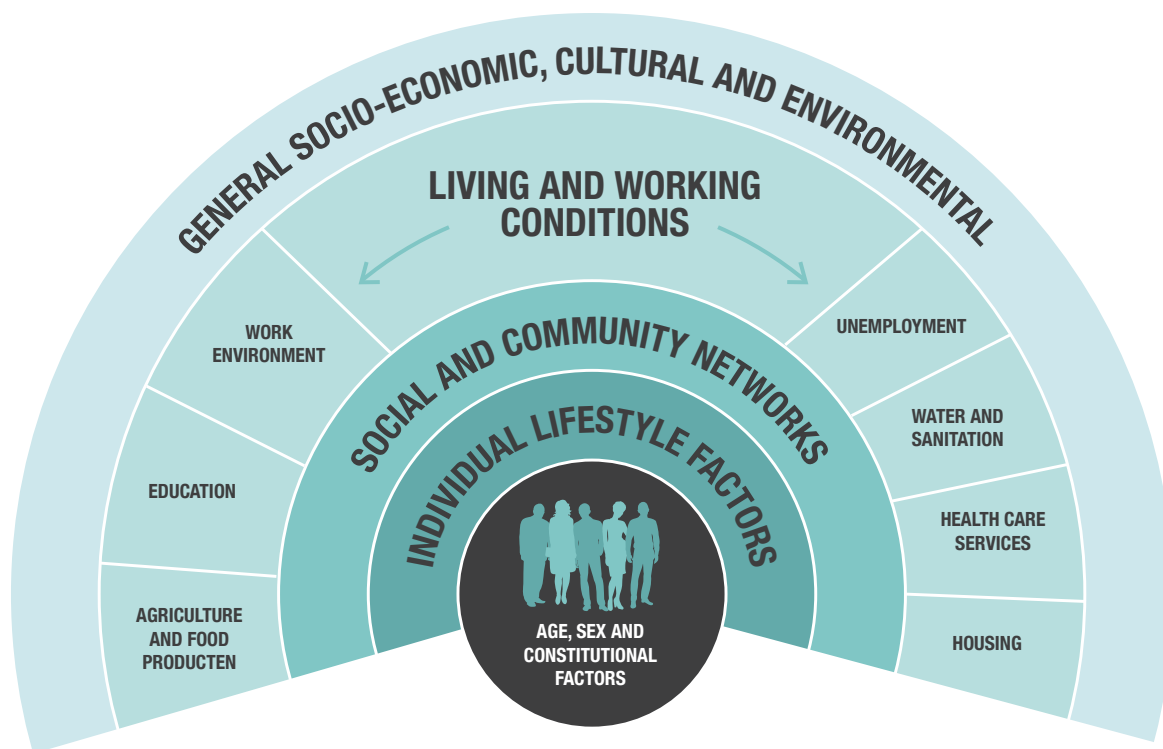 GENERAL SOCIO-ECONOMIC, CULTURAL AND ENVIRONMENTAL
LIVING AND WORKING
CONDITIONS
WORK
ENVIRONMENT
EDUCATION
AGRICULTURE
AND FOOD
PRODUCTEN
UNEMPLOYMENT
WATER AND
SANITATION
HEALTH CARE
SERVICES
HOUSING
SOCIAL AND COMMUNITY NETWORKS
INDIVIDUAL LIFESTYLE FACTORS
AGE, SEX AND
CONSTITUTIONAL
FACTORS